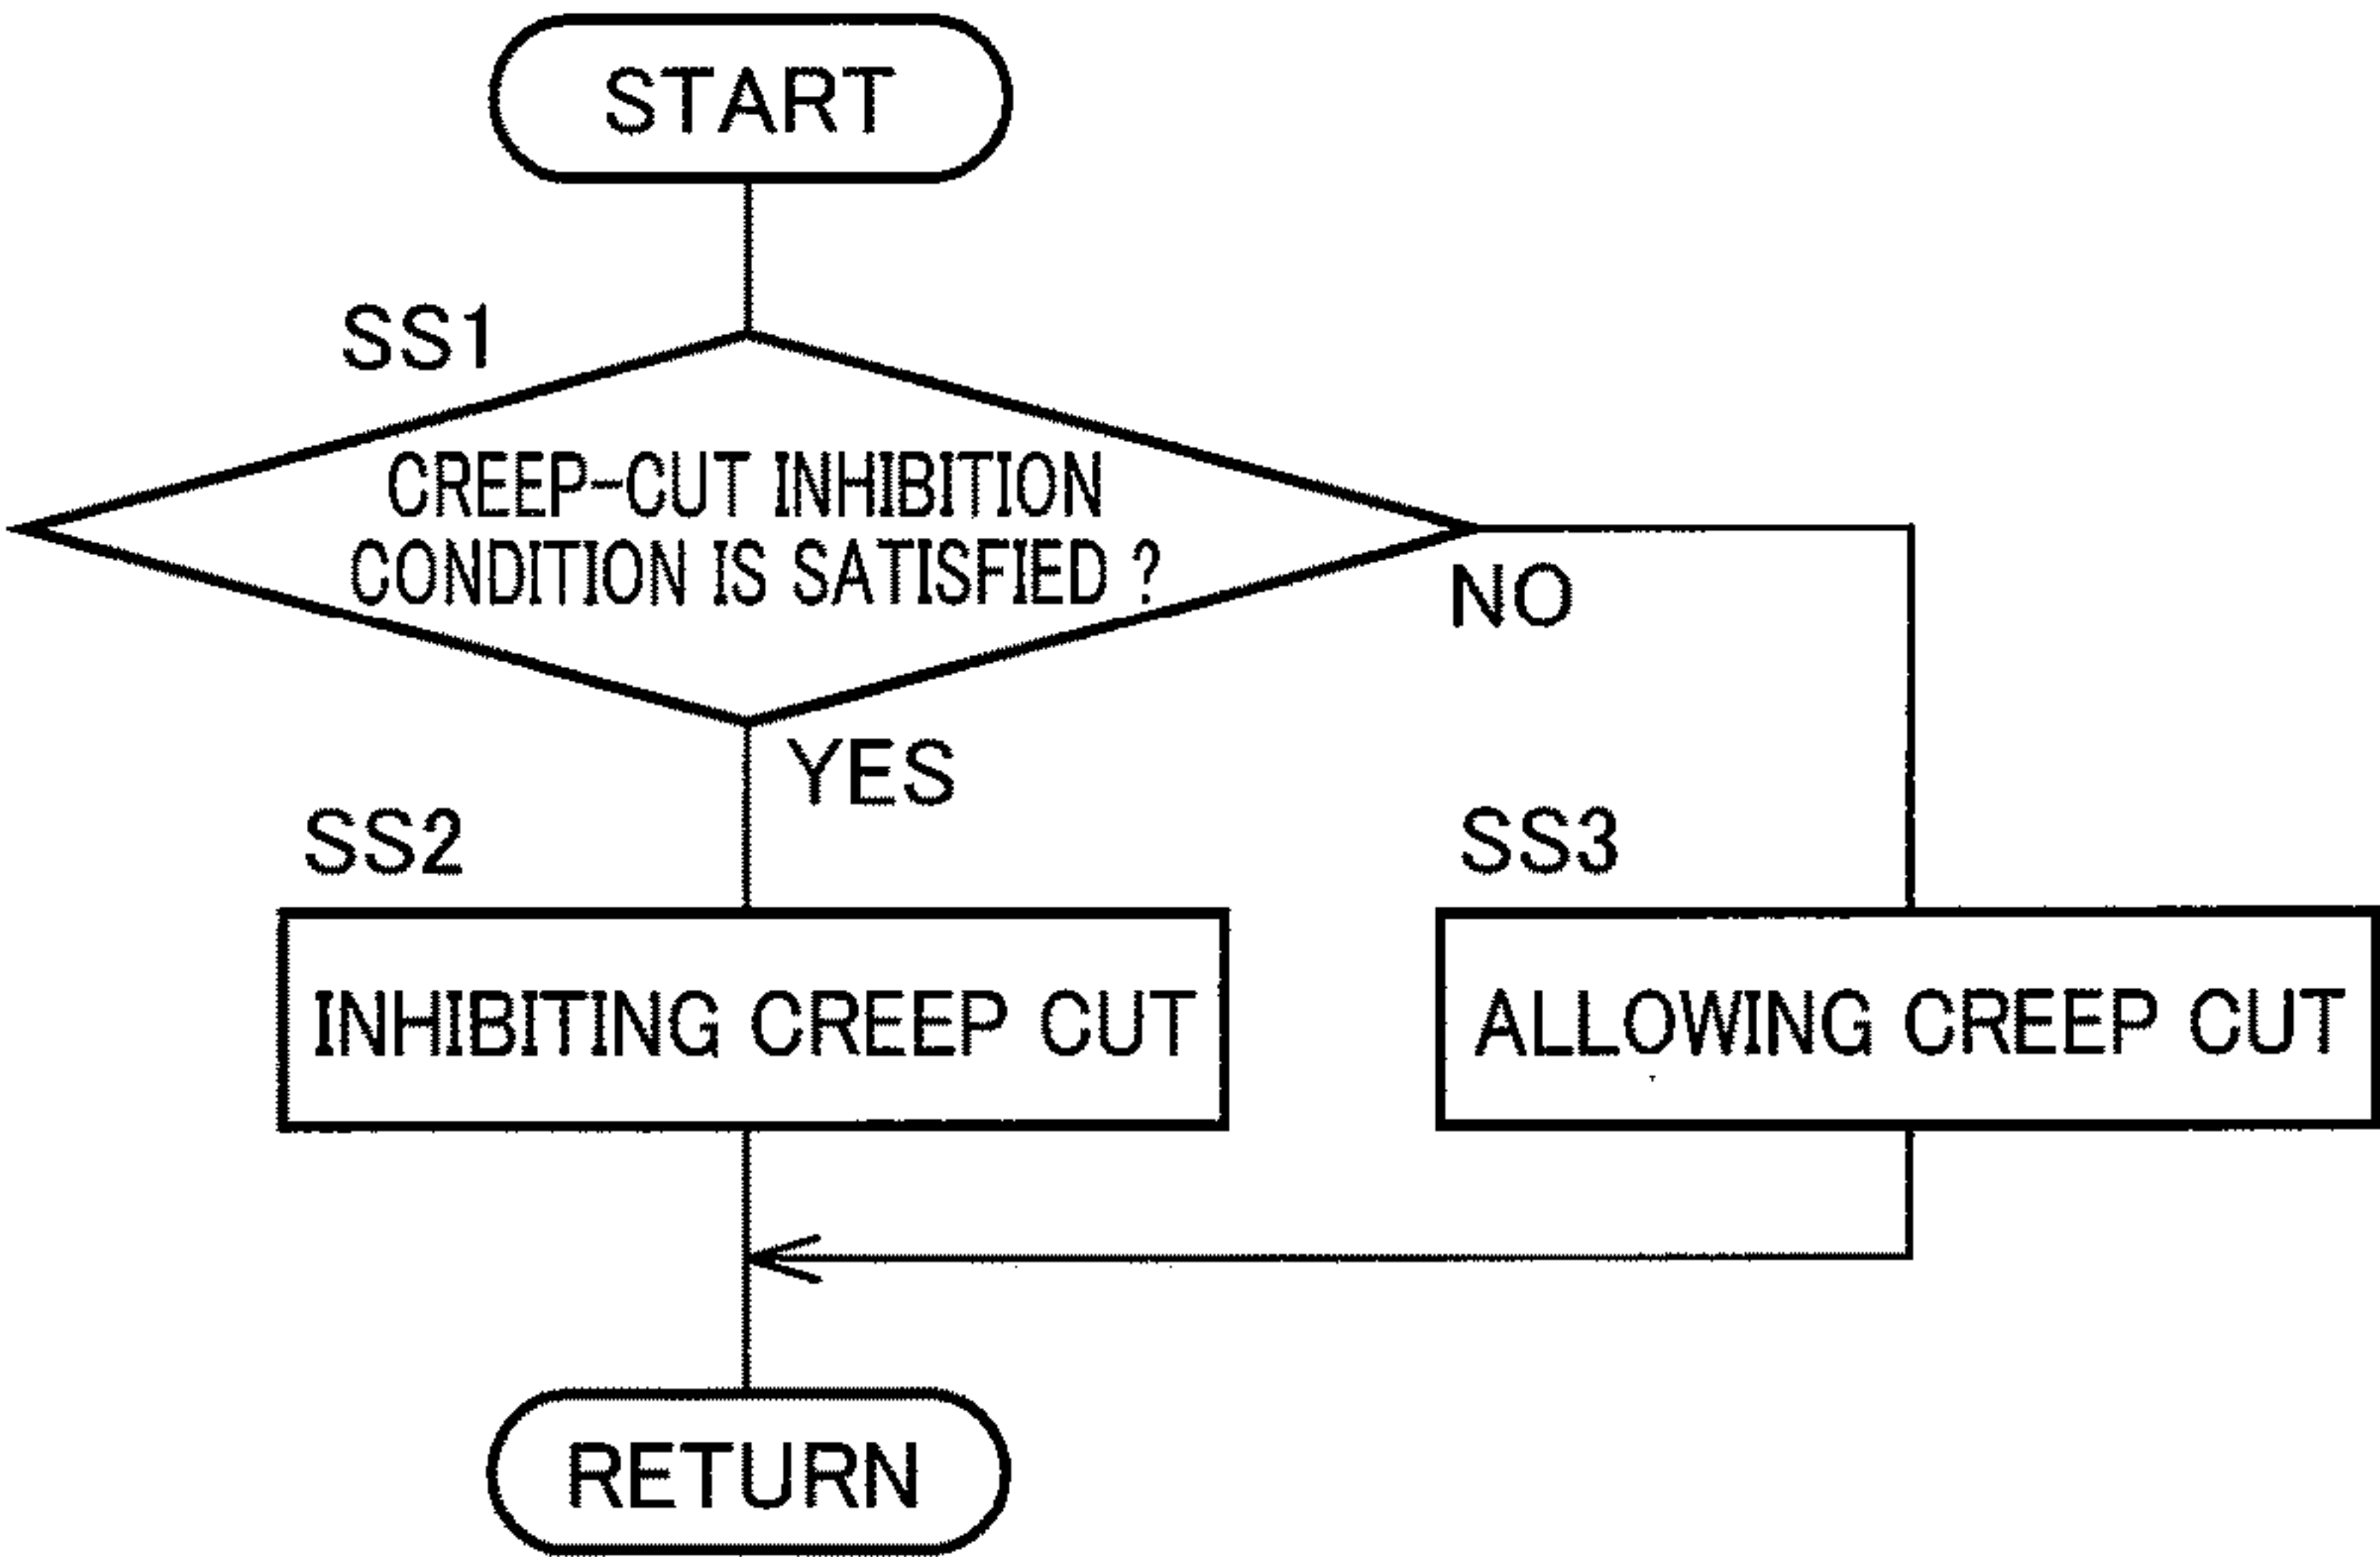 START
SS1
CREEP-CUT INHIBITION
CONDITION IS SATISFIED ?
NO
YES
SS2
SS3
INHIBITING CREEP CUT
ALLOWING CREEP CUT
RETURN